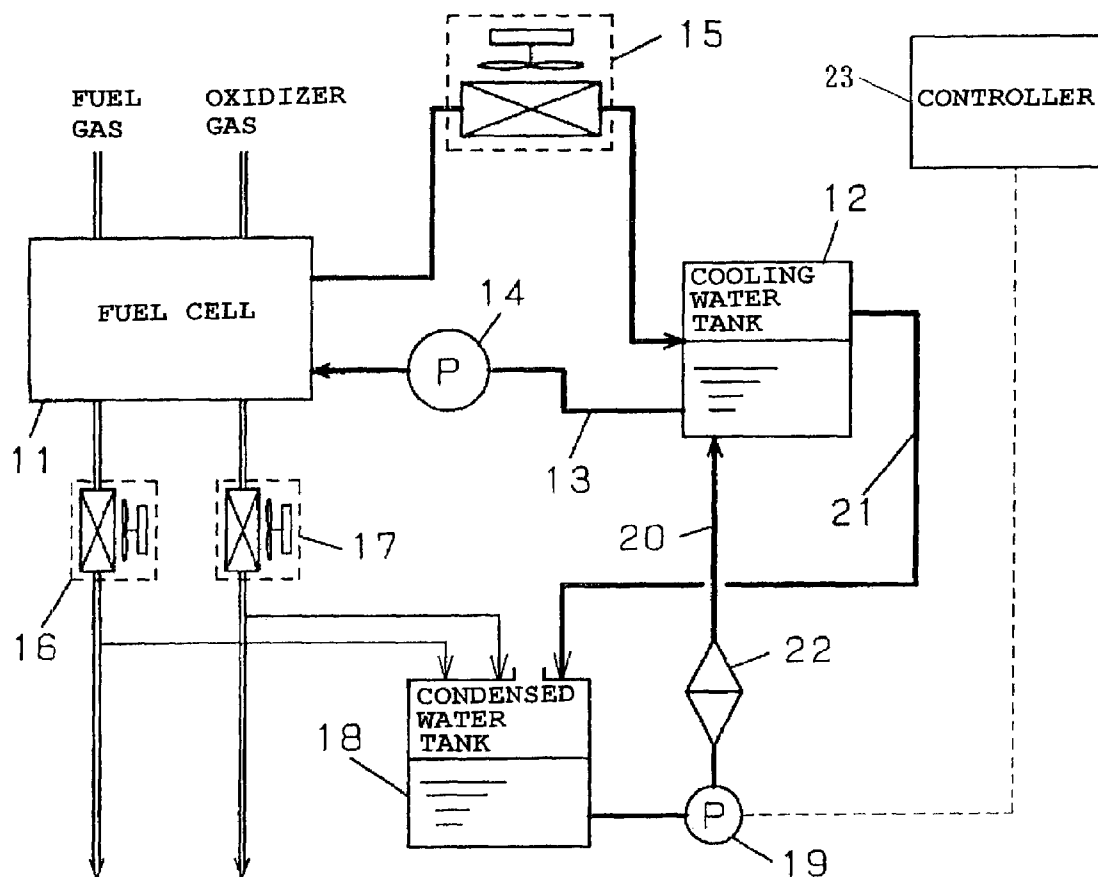 15
23
CONTROLLER
FUEL
GAS
OXIDIZER
GAS
12
COOLING
WATER
TANK
14
P
FUEL CELL
11
13
21
20
17
16
22
CONDENSED
WATER
TANK
18
P
19